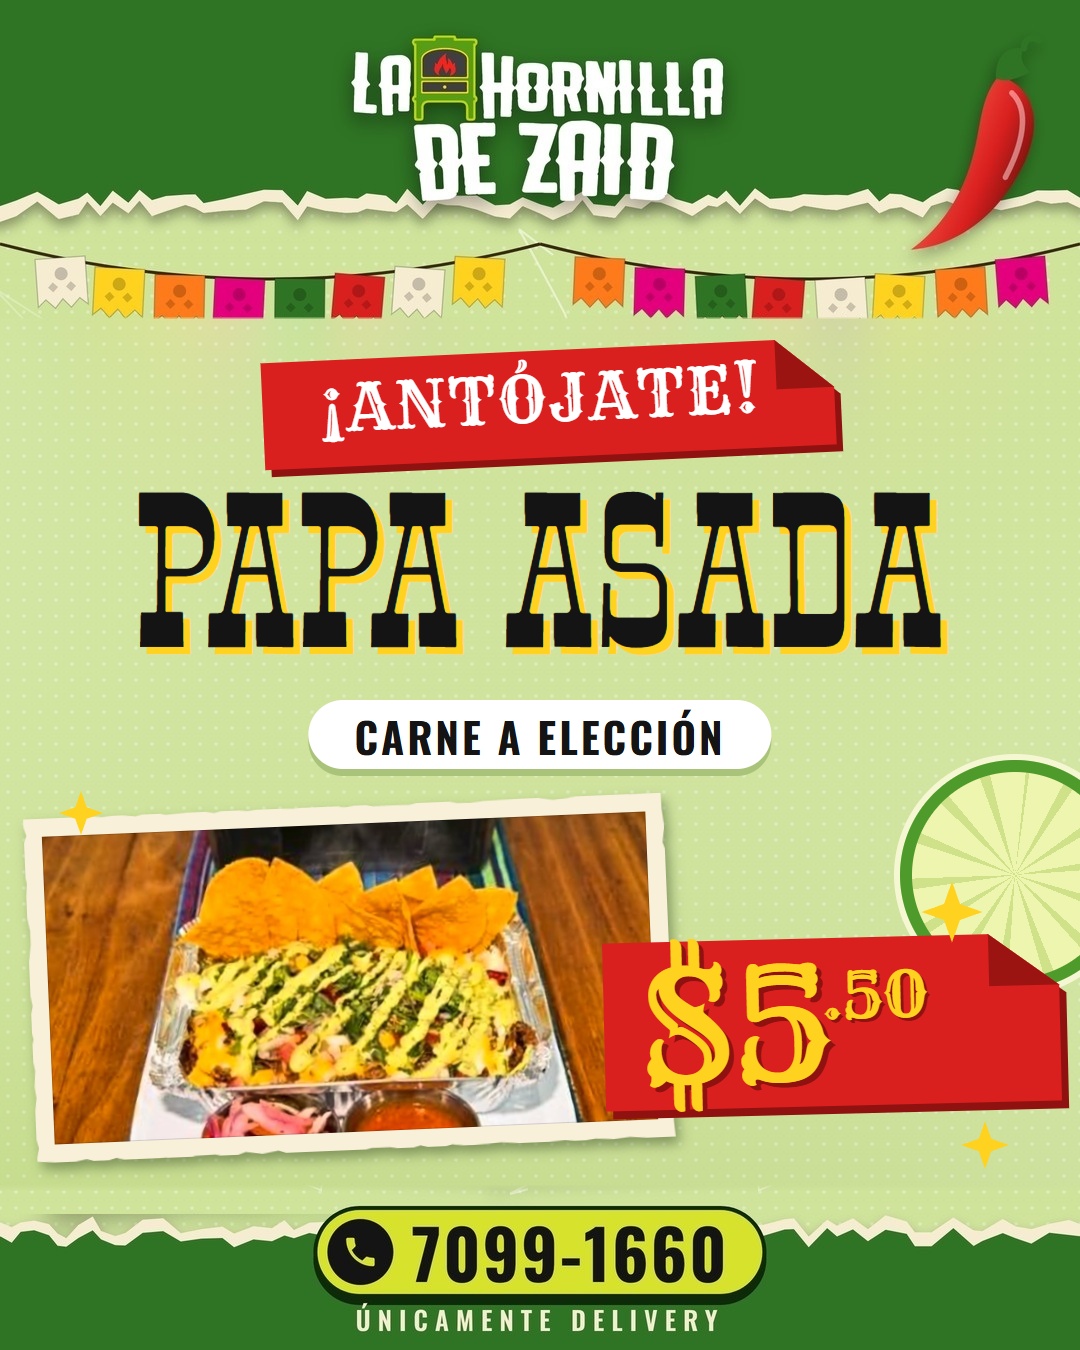 LA HORNILLA
DE ZAID
¡ANTÓJATE!
PAPA ASADA
CARNE A ELECCIÓN
$5.50
7099-1660
ÚNICAMENTE DELIVERY